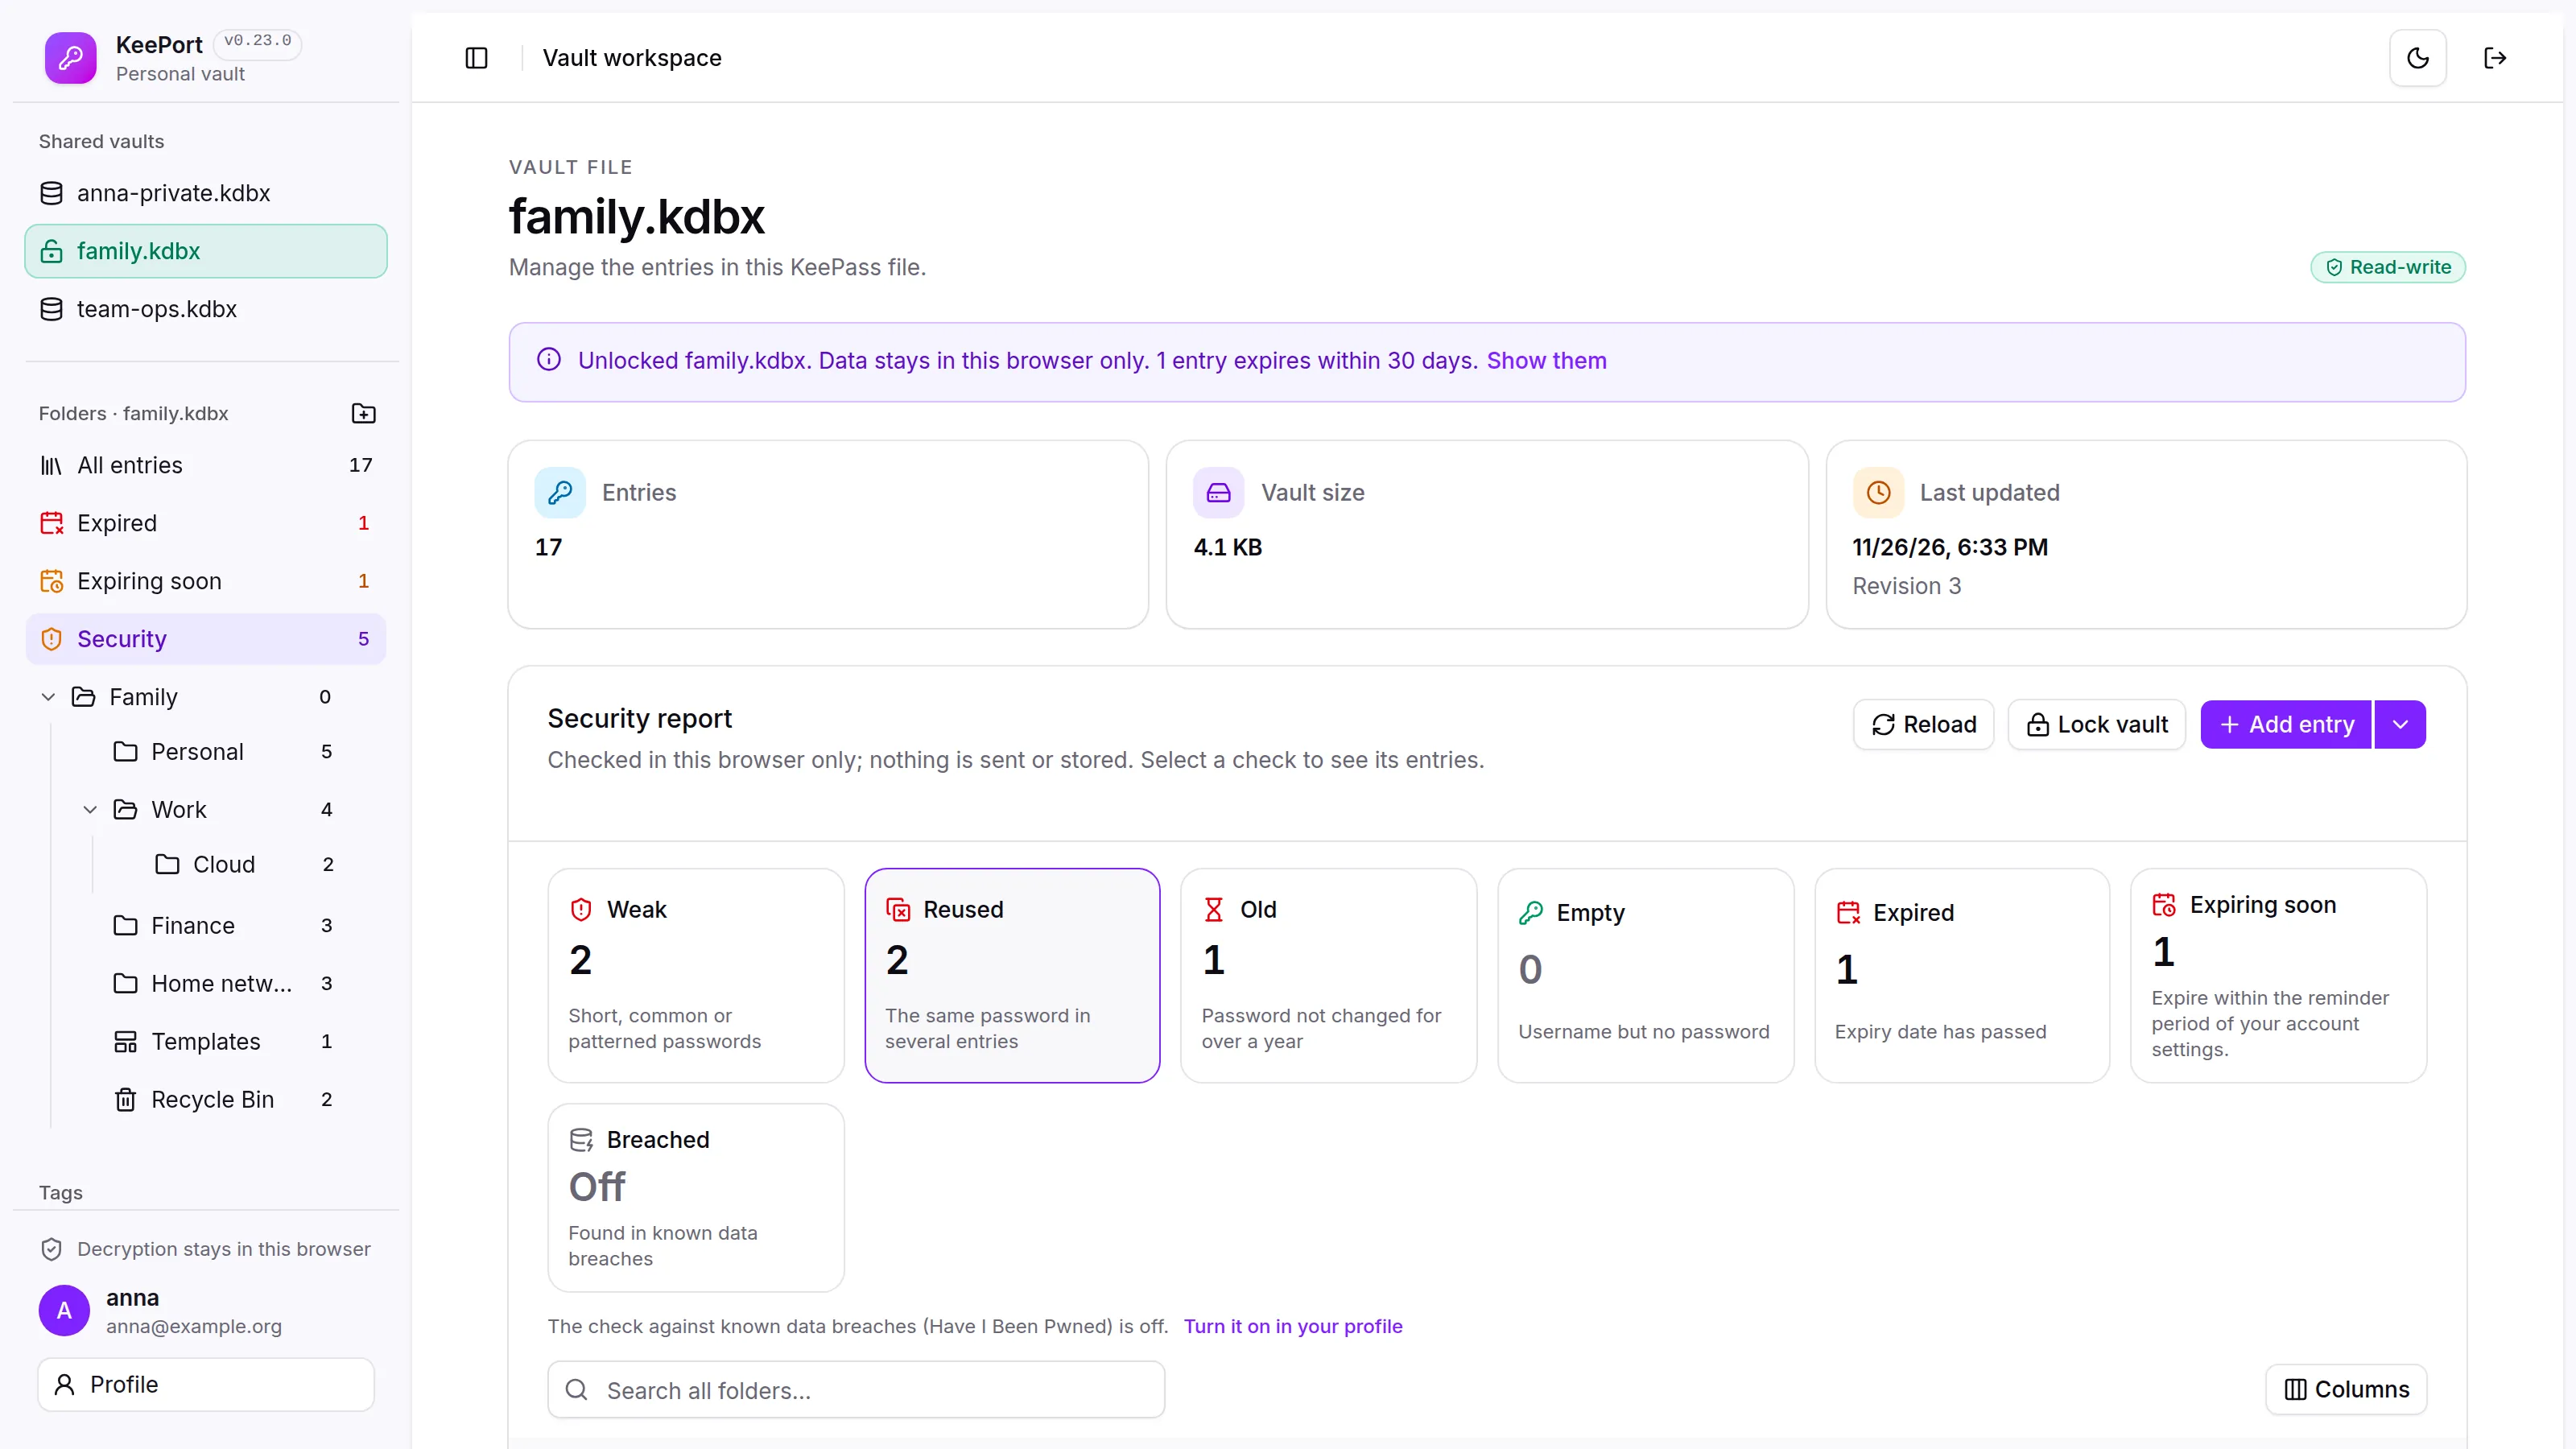 KeePort v0.23.0
Personal vault
Shared vaults
anna-private.kdbx
family.kdbx
team-ops.kdbx
Folders · family.kdbx
All entries 17
Expired 1
Expiring soon 1
Security 5
Family 0
Personal 5
Work 4
Cloud 2
Finance 3
Home netw... 3
Templates 1
Recycle Bin 2
Tags
Decryption stays in this browser
A
anna
anna@example.org
Profile
Vault workspace
VAULT FILE
family.kdbx
Manage the entries in this KeePass file.
Read-write
Unlocked family.kdbx. Data stays in this browser only. 1 entry expires within 30 days. Show them
Entries
17
Vault size
4.1 KB
Last updated
11/26/26, 6:33 PM
Revision 3
Security report
Checked in this browser only; nothing is sent or stored. Select a check to see its entries.
Reload
Lock vault
Add entry
Weak
2
Short, common or
patterned passwords
Reused
2
The same password in
several entries
Old
1
Password not changed for
over a year
Empty
0
Username but no password
Expired
1
Expiry date has passed
Expiring soon
1
Expire within the reminder
period of your account
settings.
Breached
Off
Found in known data
breaches
The check against known data breaches (Have I Been Pwned) is off. Turn it on in your profile
Search all folders...
Columns